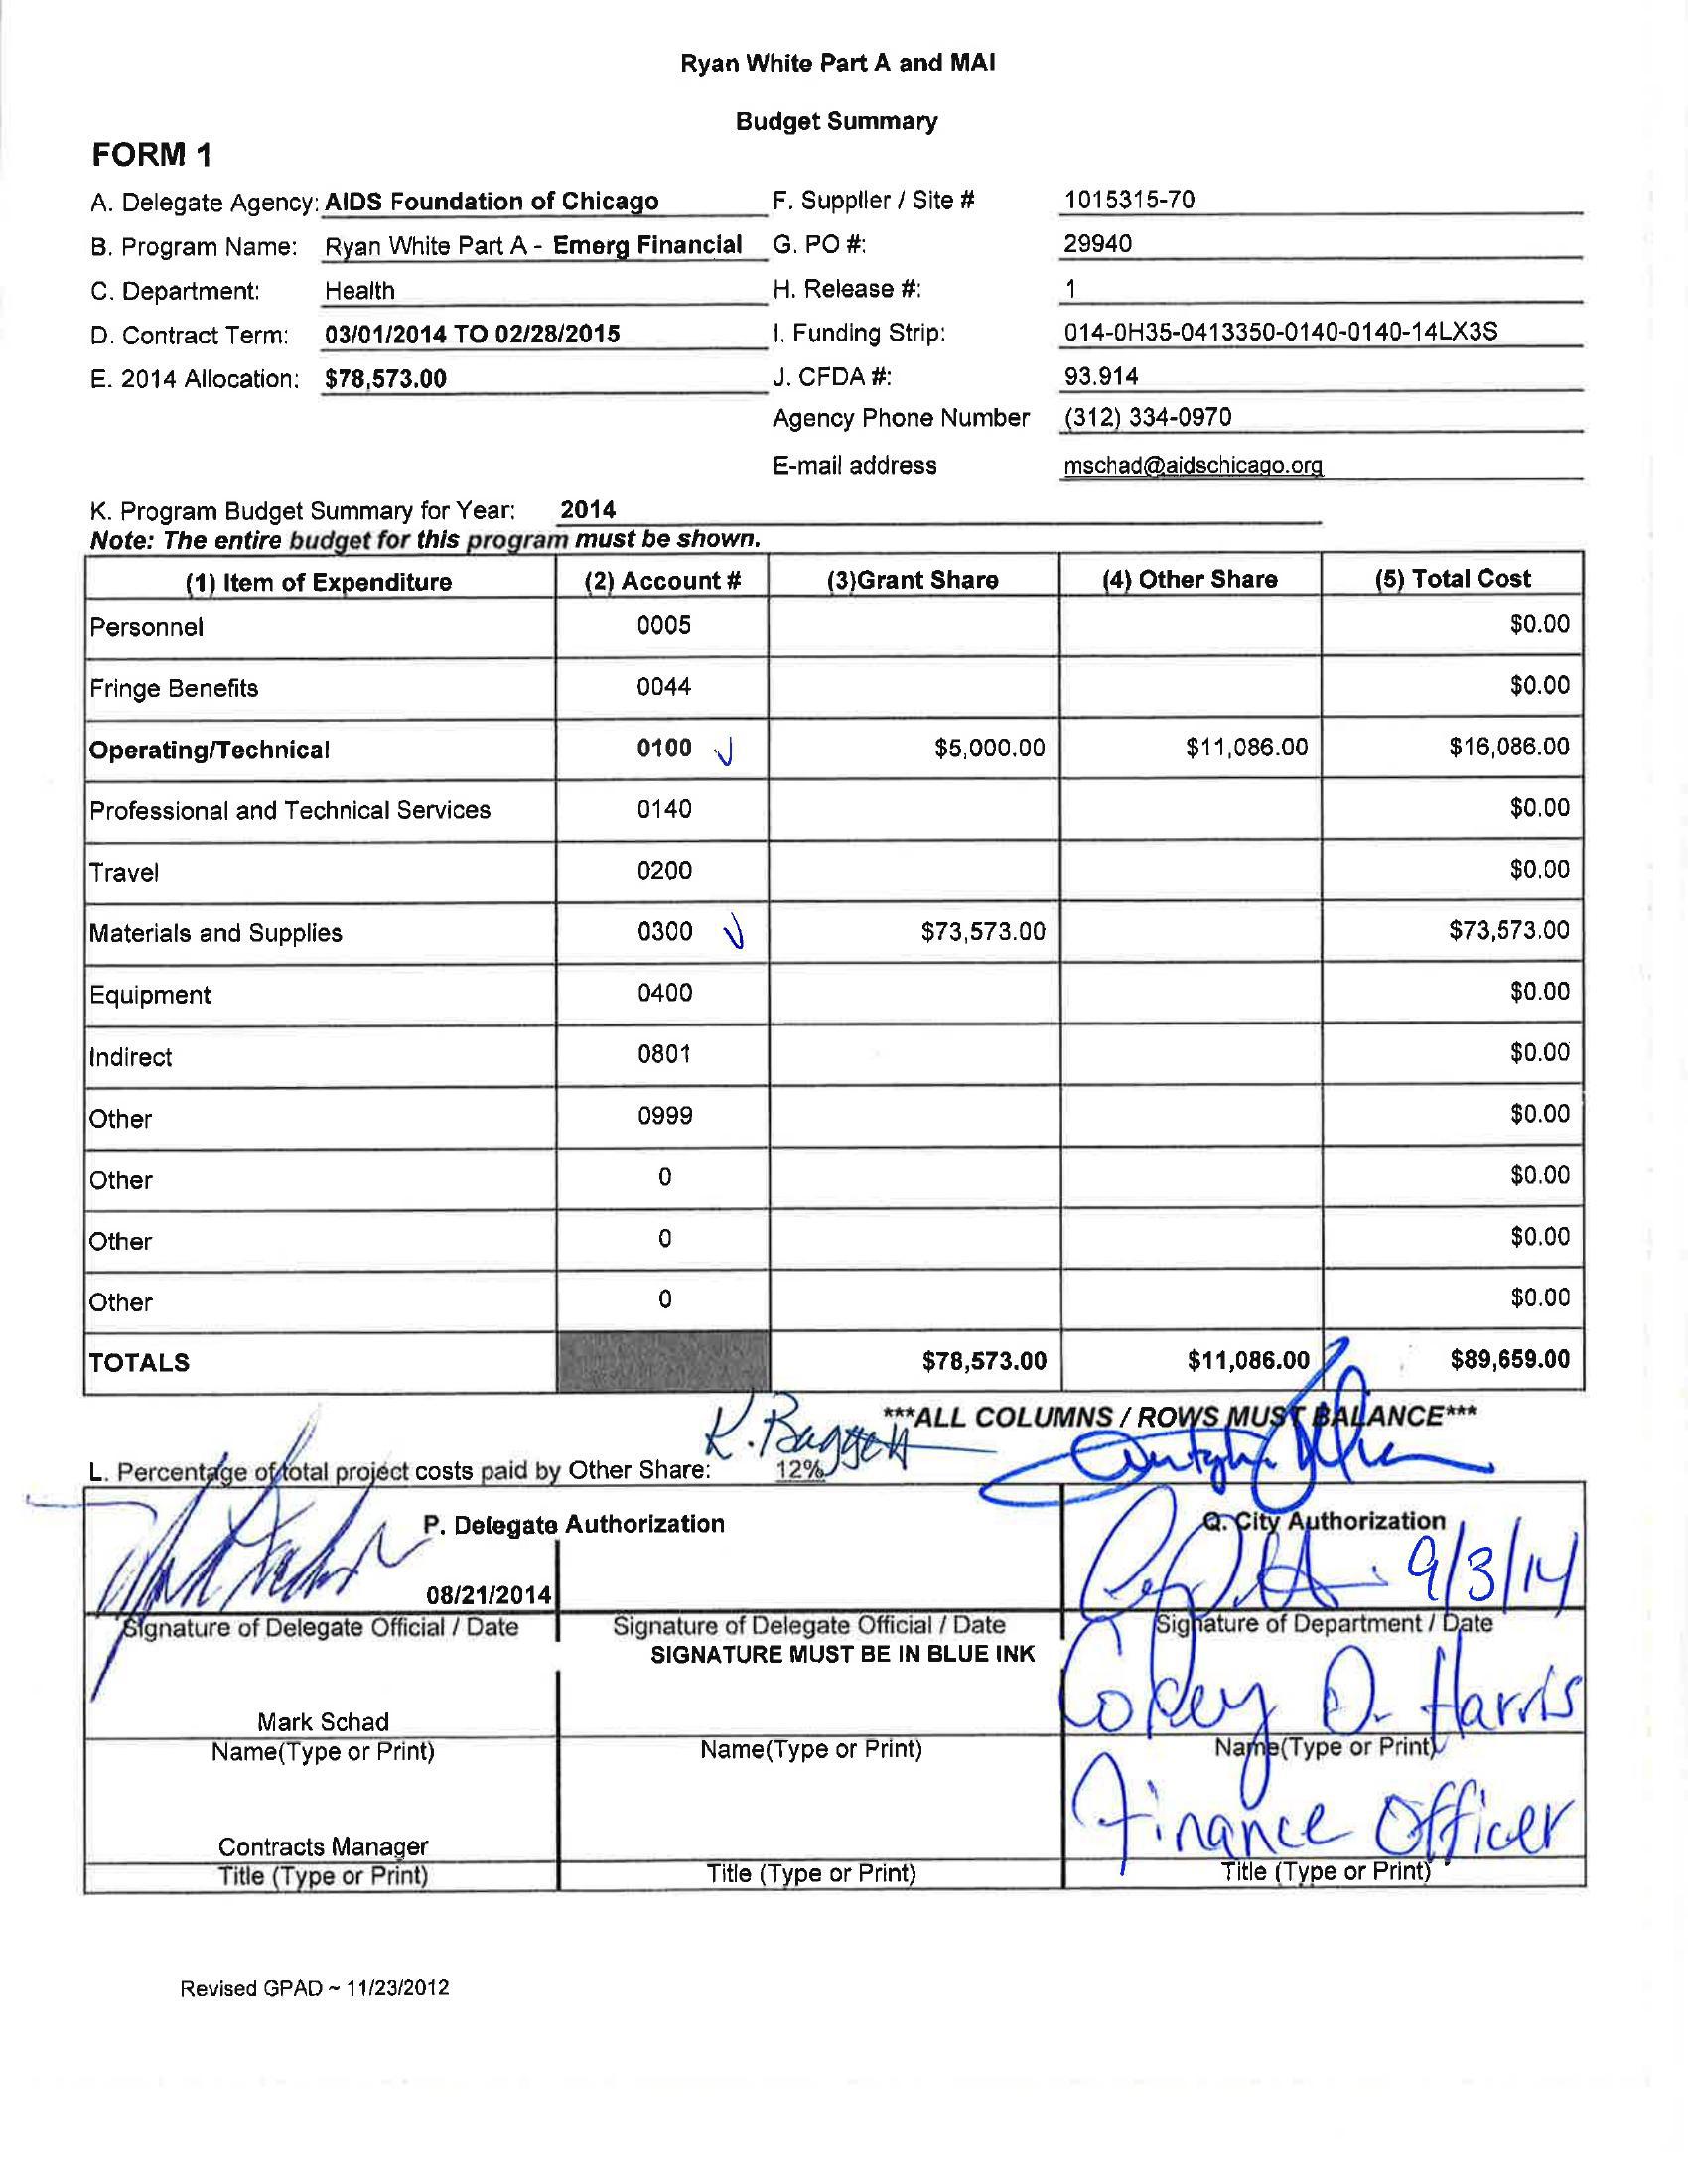 Ryan White Part A and MAI
Budget Summary
FORM 1
A. Delegate Agency: AIDS Foundation of Chicago F. Supplier / Site # 1015315-70
B. Program Name: Ryan White Part A - Emerg Financial G. PO #: 29940
C. Department: Health H. Release #: 1
D. Contract Term: 03/01/2014 TO 02/28/2015 I. Funding Strip: 014-0H35-0413350-0140-0140-14LX3S
E. 2014 Allocation: $78,573.00 J. CFDA #: 93.914
Agency Phone Number (312) 334-0970
E-mail address mschad@aidschicago.org
K. Program Budget Summary for Year: 2014
Note: The entire budget for this program must be shown.
(1) Item of Expenditure (2) Account # (3)Grant Share (4) Other Share (5) Total Cost
Personnel 0005 $0.00
Fringe Benefits 0044 $0.00
Operating/Technical 0100 $5,000.00 $11,086.00 $16,086.00
Professional and Technical Services 0140 $0.00
Travel 0200 $0.00
Materials and Supplies 0300 $73,573.00 $73,573.00
Equipment 0400 $0.00
Indirect 0801 $0.00
Other 0999 $0.00
Other 0 $0.00
Other 0 $0.00
Other 0 $0.00
TOTALS $78,573.00 $11,086.00 $89,659.00
K. Baggett ***ALL COLUMNS / ROWS MUST BALANCE***
L. Percentage of total project costs paid by Other Share: 12%
P. Delegate Authorization Q. City Authorization
08/21/2014 9/3/14
Signature of Delegate Official / Date Signature of Delegate Official / Date Signature of Department / Date
SIGNATURE MUST BE IN BLUE INK
Mark Schad Corey D. Harris
Name(Type or Print) Name(Type or Print) Name(Type or Print)
Contracts Manager Finance Officer
Title (Type or Print) Title (Type or Print) Title (Type or Print)
Revised GPAD ~ 11/23/2012